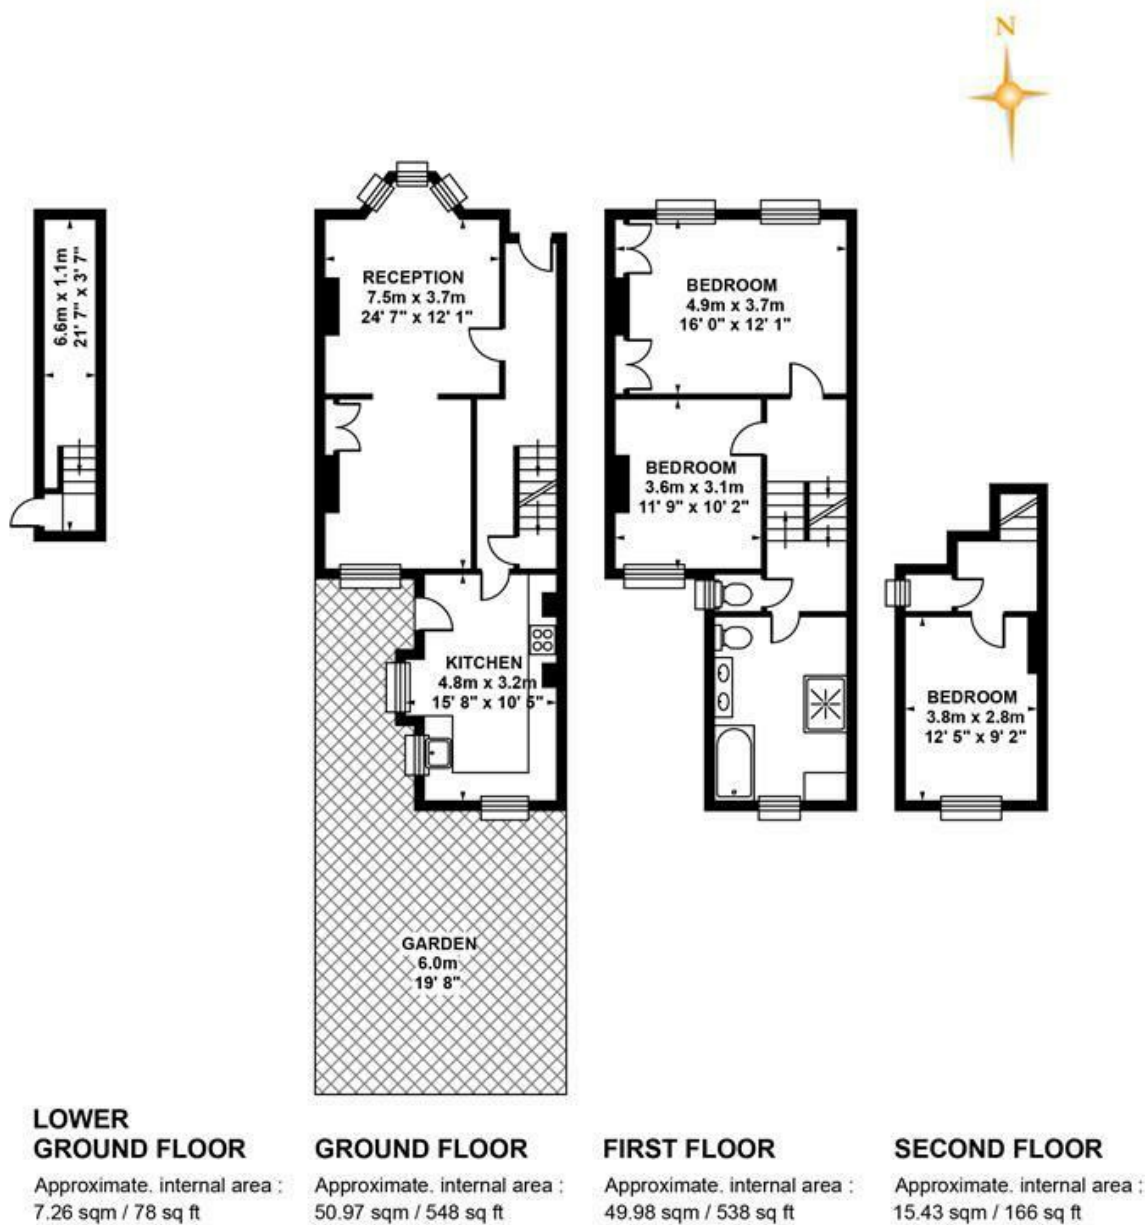 N
6.6m x 1.1m
21' 7" x 3' 7"
RECEPTION
7.5m x 3.7m
24' 7" x 12' 1"
BEDROOM
4.9m x 3.7m
16' 0" x 12' 1"
BEDROOM
3.6m x 3.1m
11' 9" x 10' 2"
KITCHEN
4.8m x 3.2m
15' 8" x 10' 5"
BEDROOM
3.8m x 2.8m
12' 5" x 9' 2"
GARDEN
6.0m
19' 8"
LOWER
GROUND FLOOR
Approximate. internal area :
7.26 sqm / 78 sq ft
GROUND FLOOR
Approximate. internal area :
50.97 sqm / 548 sq ft
FIRST FLOOR
Approximate. internal area :
49.98 sqm / 538 sq ft
SECOND FLOOR
Approximate. internal area :
15.43 sqm / 166 sq ft